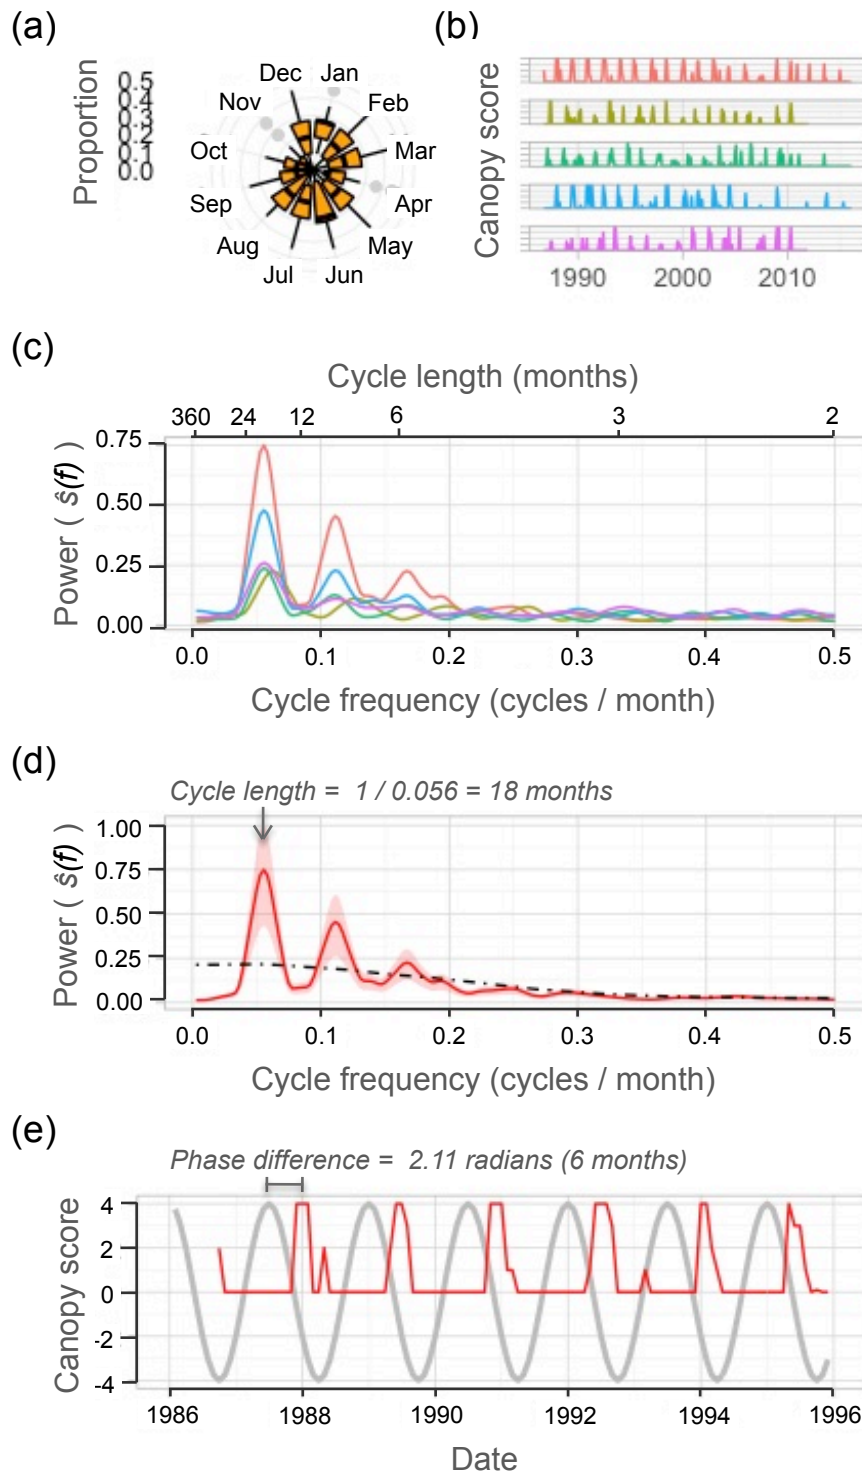 (a)
Proportion
0.5
0.4
0.3
0.2
0.1
0.0
Dec
Jan
Nov
Feb
Oct
Mar
Sep
Apr
Aug
May
Jul
Jun
(b)
Canopy score
1990 2000 2010
(c)
Cycle length (months)
360 24 12 6 3 2
Power ( ŝ(f) )
0.75
0.50
0.25
0.00
0.0 0.1 0.2 0.3 0.4 0.5
Cycle frequency (cycles / month)
(d)
Cycle length = 1 / 0.056 = 18 months
Power ( ŝ(f) )
1.00
0.75
0.50
0.25
0.00
0.0 0.1 0.2 0.3 0.4 0.5
Cycle frequency (cycles / month)
(e)
Phase difference = 2.11 radians (6 months)
Canopy score
4
2
0
-2
-4
1986 1988 1990 1992 1994 1996
Date